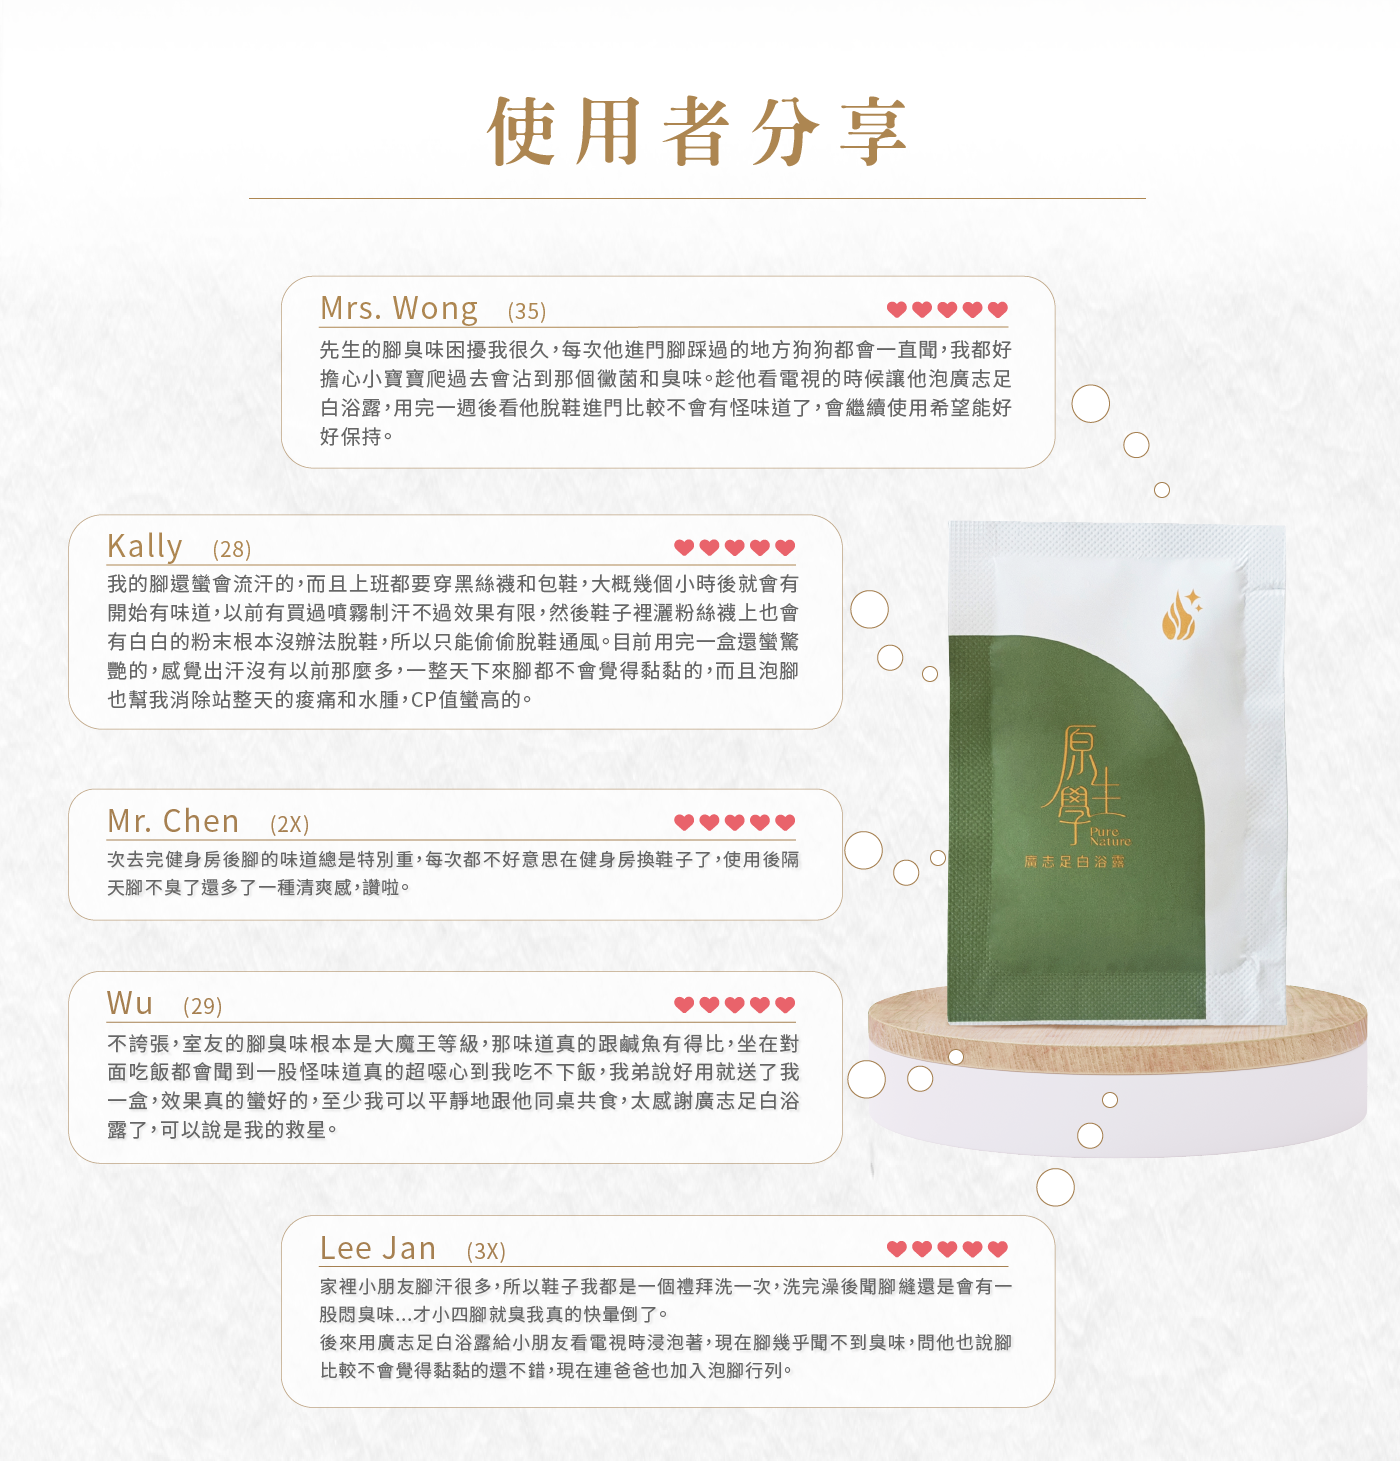 使用者分享
Mrs. Wong (35)
先生的腳臭味困擾我很久，每次他進門腳踩過的地方狗狗都會一直聞，我都好
擔心小寶寶爬過去會沾到那個黴菌和臭味。趁他看電視的時候讓他泡廣志足
白浴露，用完一週後看他脫鞋進門比較不會有怪味道了，會繼續使用希望能好
好保持。
Kally (28)
我的腳還蠻會流汗的，而且上班都要穿黑絲襪和包鞋，大概幾個小時後就會有
開始有味道，以前有買過噴霧制汗不過效果有限，然後鞋子裡灑粉絲襪上也會
有白白的粉末根本沒辦法脫鞋，所以只能偷偷脫鞋通風。目前用完一盒還蠻驚
艷的，感覺出汗沒有以前那麼多，一整天下來腳都不會覺得黏黏的，而且泡腳
也幫我消除站整天的痠痛和水腫，CP值蠻高的。
Mr. Chen (2X)
次去完健身房後腳的味道總是特別重，每次都不好意思在健身房換鞋子了，使用後隔
天腳不臭了還多了一種清爽感，讚啦。
Wu (29)
不誇張，室友的腳臭味根本是大魔王等級，那味道真的跟鹹魚有得比，坐在對
面吃飯都會聞到一股怪味道真的超噁心到我吃不下飯，我弟說好用就送了我
一盒，效果真的蠻好的，至少我可以平靜地跟他同桌共食，太感謝廣志足白浴
露了，可以說是我的救星。
Lee Jan (3X)
家裡小朋友腳汗很多，所以鞋子我都是一個禮拜洗一次，洗完澡後聞腳縫還是會有一
股悶臭味...才小四腳就臭我真的快暈倒了。
後來用廣志足白浴露給小朋友看電視時浸泡著，現在腳幾乎聞不到臭味，問他也說腳
比較不會覺得黏黏的還不錯，現在連爸爸也加入泡腳行列。
原生學
Pure
Nature
廣志足白浴露